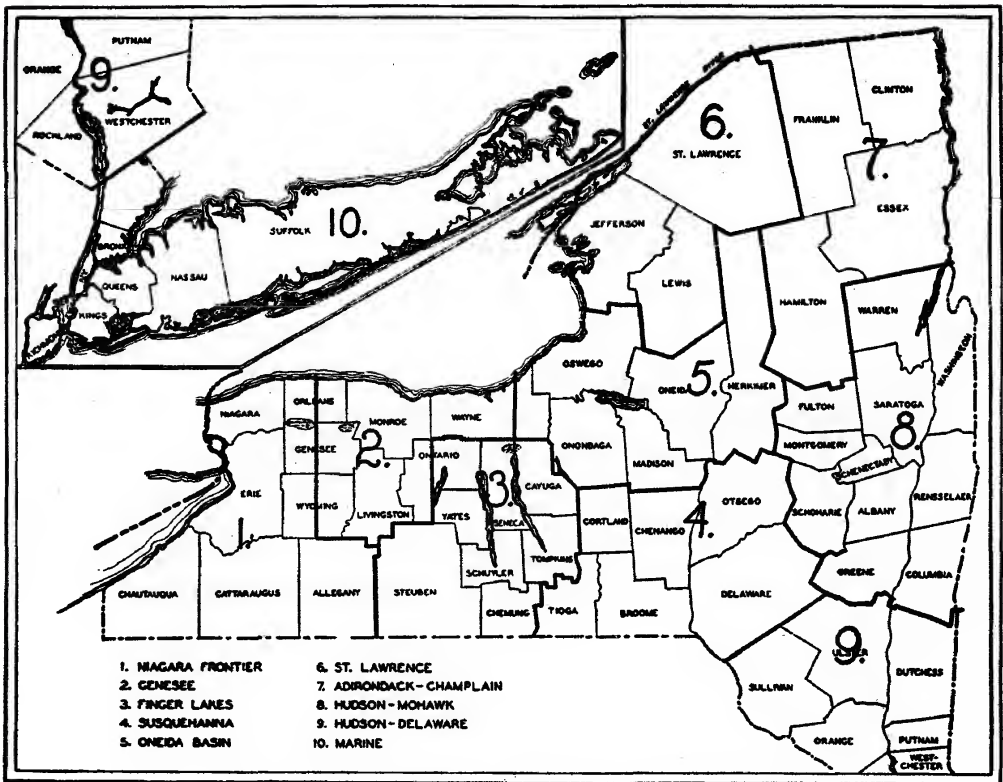 PUTNAM
ORANGE
9.
WESTCHESTER
ROCKLAND
BRONX
QUEENS
NASSAU
KINGS
RICHMOND
SUFFOLK
10.
ST. LAWRENCE RIVER
6.
ST. LAWRENCE
FRANKLIN
CLINTON
7.
ESSEX
JEFFERSON
LEWIS
HAMILTON
WARREN
WASHINGTON
OSWEGO
ONEIDA
5.
HERKIMER
FULTON
SARATOGA
8.
MONTGOMERY
SCHENECTADY
NIAGARA
ORLEANS
MONROE
WAYNE
GENESEE
2.
ONTARIO
ONONDAGA
MADISON
ERIE
WYOMING
LIVINGSTON
YATES
3.
SENECA
CAYUGA
CORTLAND
CHENANGO
4.
OTSEGO
SCHOHARIE
ALBANY
RENSSELAER
1
SCHUYLER
TOMPKINS
GREENE
COLUMBIA
CHAUTAUQUA
CATTARAUGUS
ALLEGANY
STEUBEN
CHEMUNG
TIOGA
BROOME
DELAWARE
ULSTER
9.
SULLIVAN
DUTCHESS
ORANGE
PUTNAM
WEST-
CHESTER
1. NIAGARA FRONTIER
2. GENESEE
3. FINGER LAKES
4. SUSQUEHANNA
5. ONEIDA BASIN
6. ST. LAWRENCE
7. ADIRONDACK-CHAMPLAIN
8. HUDSON-MOHAWK
9. HUDSON-DELAWARE
10. MARINE